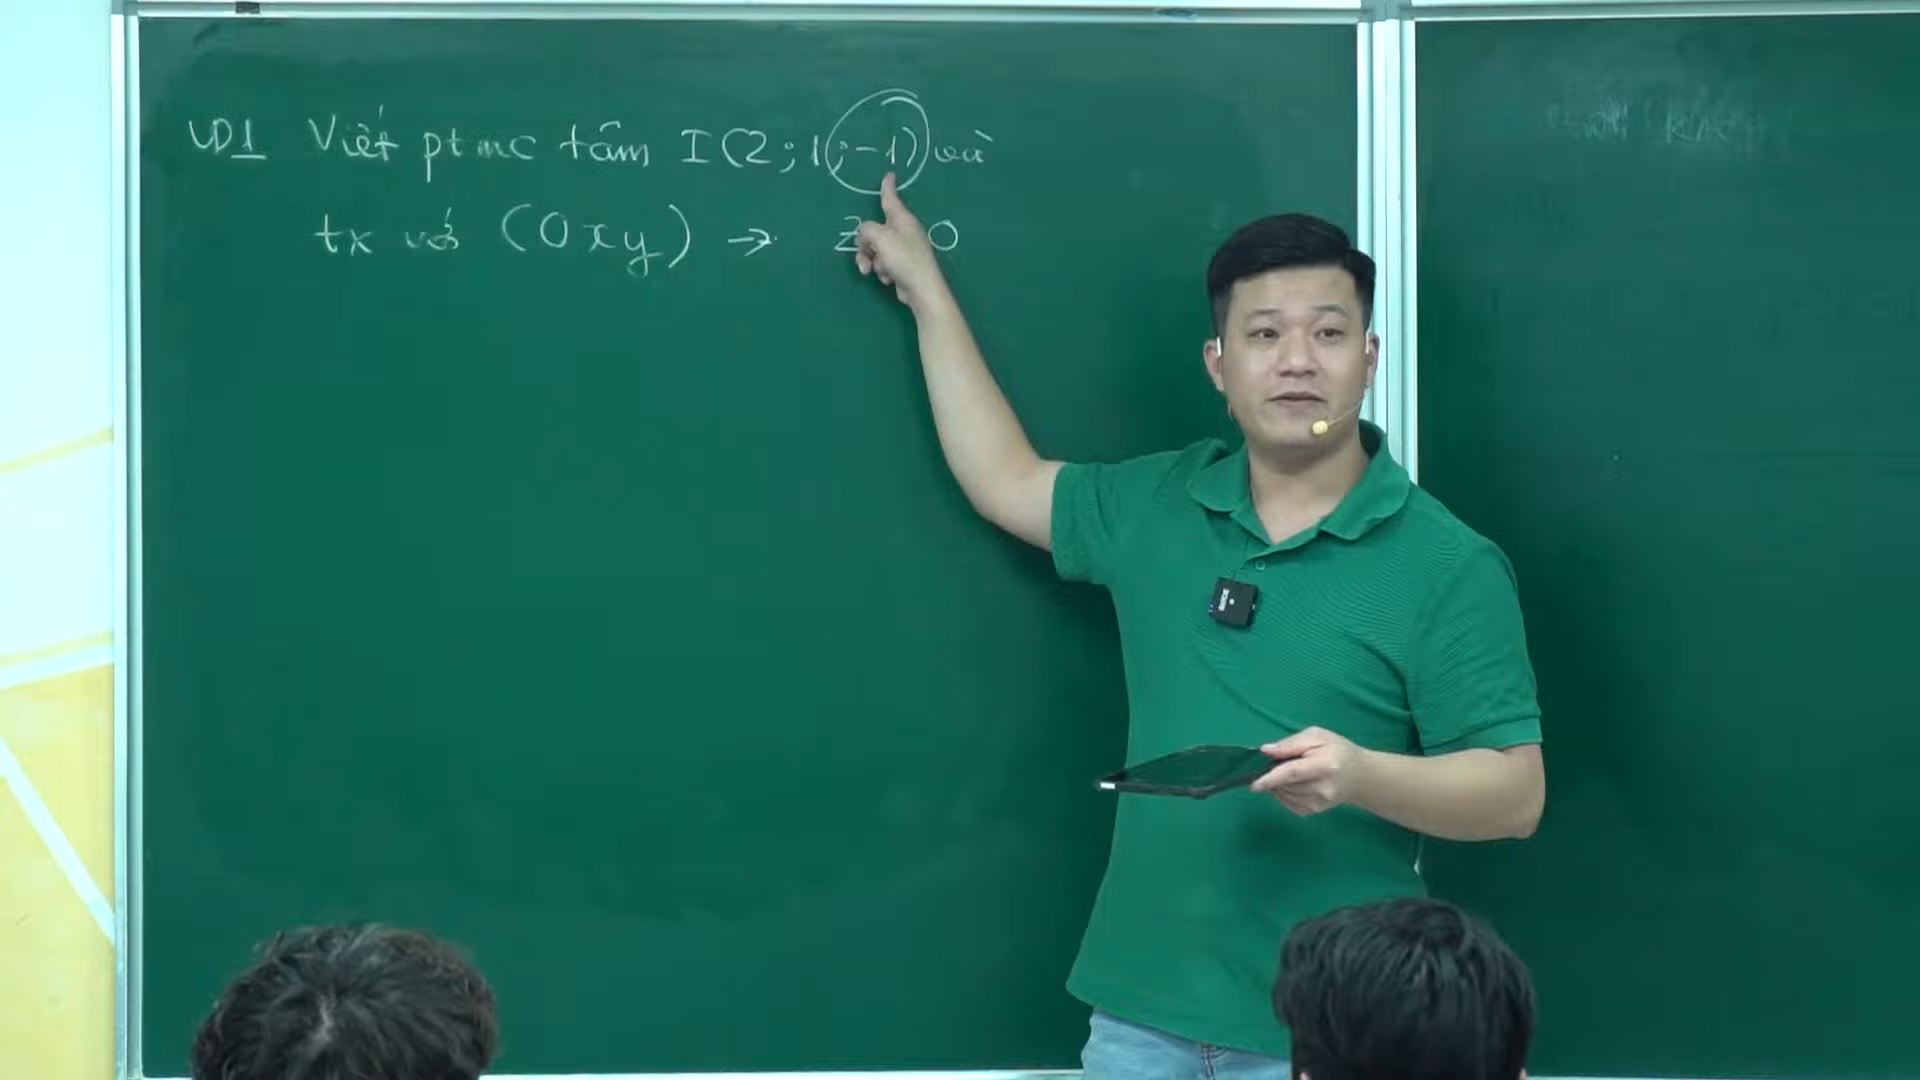 VD1 Viết ptmc tâm I(2;1;-1) và
tx với (Oxy) → z 0